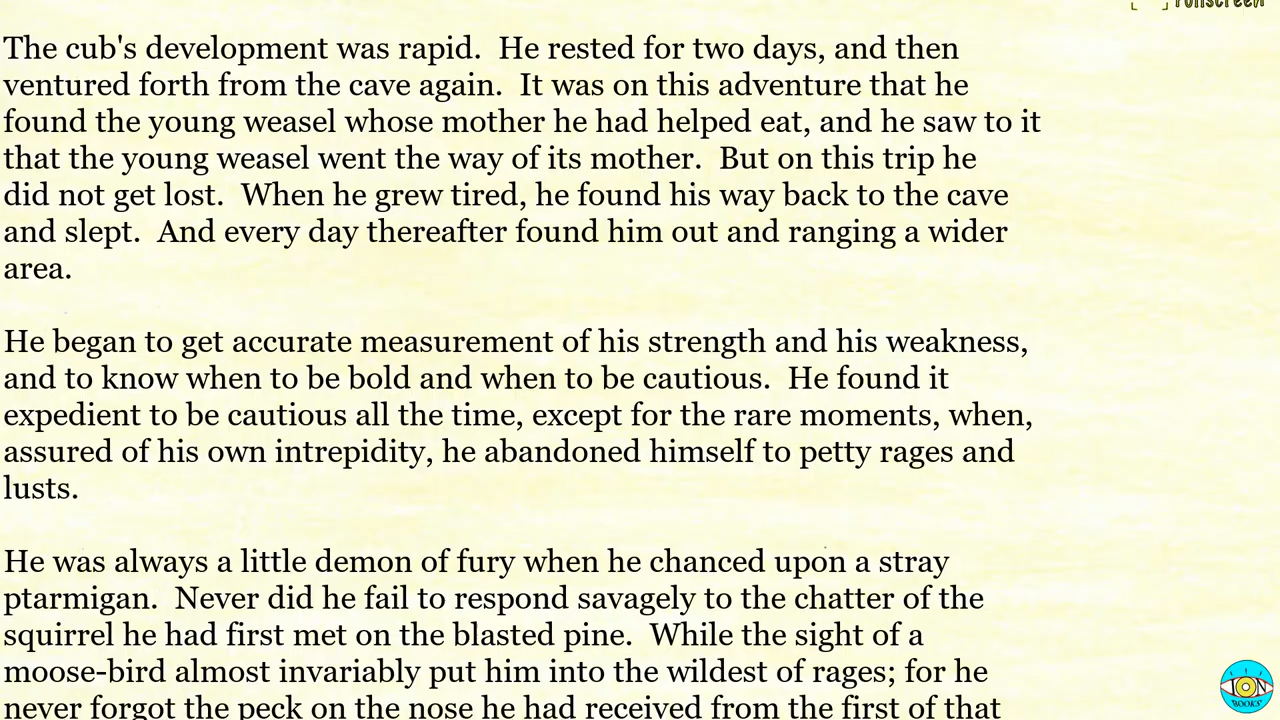 Fullscreen
The cub's development was rapid.  He rested for two days, and then
ventured forth from the cave again.  It was on this adventure that he
found the young weasel whose mother he had helped eat, and he saw to it
that the young weasel went the way of its mother.  But on this trip he
did not get lost.  When he grew tired, he found his way back to the cave
and slept.  And every day thereafter found him out and ranging a wider
area.
He began to get accurate measurement of his strength and his weakness,
and to know when to be bold and when to be cautious.  He found it
expedient to be cautious all the time, except for the rare moments, when,
assured of his own intrepidity, he abandoned himself to petty rages and
lusts.
He was always a little demon of fury when he chanced upon a stray
ptarmigan.  Never did he fail to respond savagely to the chatter of the
squirrel he had first met on the blasted pine.  While the sight of a
moose-bird almost invariably put him into the wildest of rages; for he
never forgot the peck on the nose he had received from the first of that
ION
BOOKS